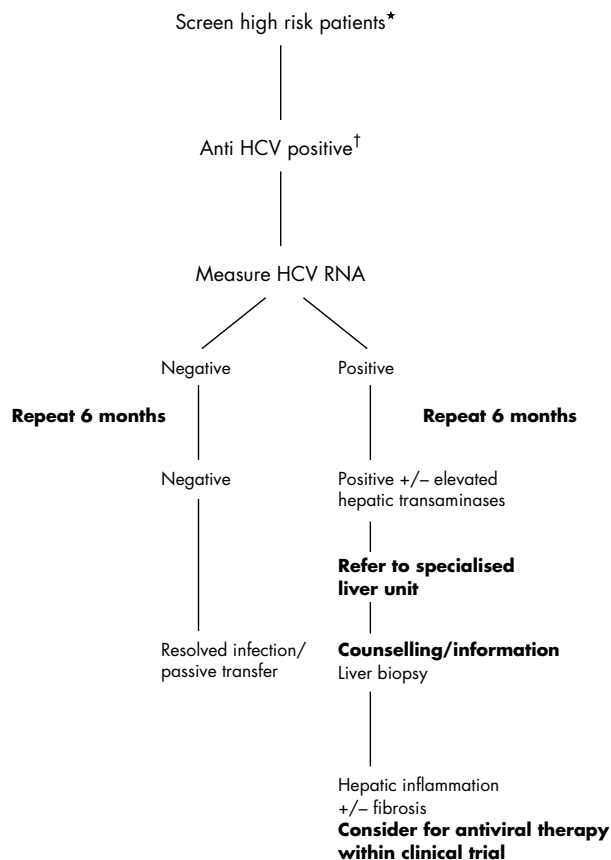 Screen high risk patients★
Anti HCV positive†
Measure HCV RNA
Negative
Positive
Repeat 6 months
Repeat 6 months
Negative
Positive +/– elevated
hepatic transaminases
Refer to specialised
liver unit
Resolved infection/
passive transfer
Counselling/information
Liver biopsy
Hepatic inflammation
+/– fibrosis
Consider for antiviral therapy
within clinical trial